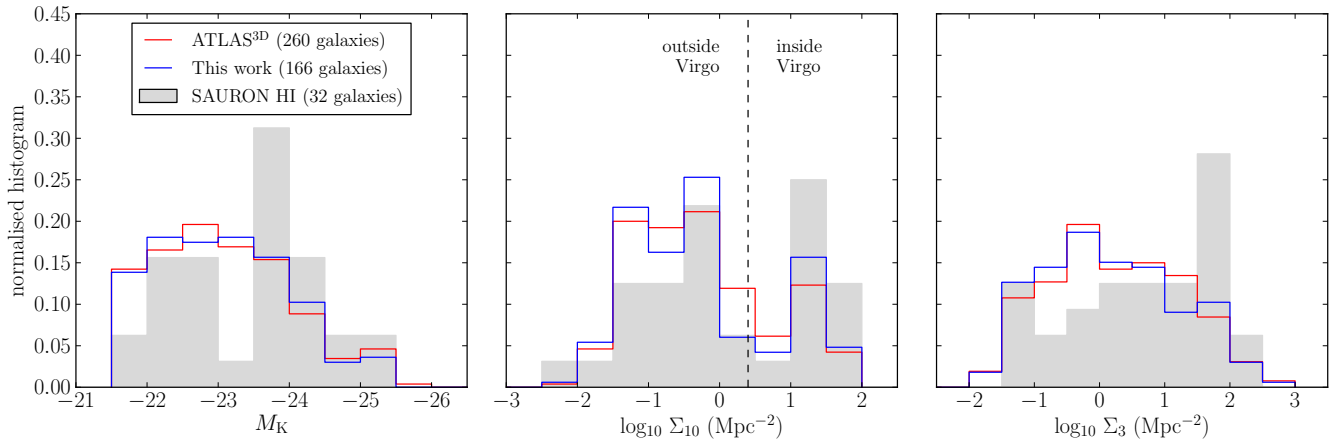 normalised histogram
0.45
0.40
0.35
0.30
0.25
0.20
0.15
0.10
0.05
0.00
ATLAS³ᴰ (260 galaxies)
This work (166 galaxies)
SAURON HI (32 galaxies)
−21 −22 −23 −24 −25 −26
M_K
outside inside
Virgo Virgo
−3 −2 −1 0 1 2
log₁₀ Σ₁₀ (Mpc⁻²)
−2 −1 0 1 2 3
log₁₀ Σ₃ (Mpc⁻²)